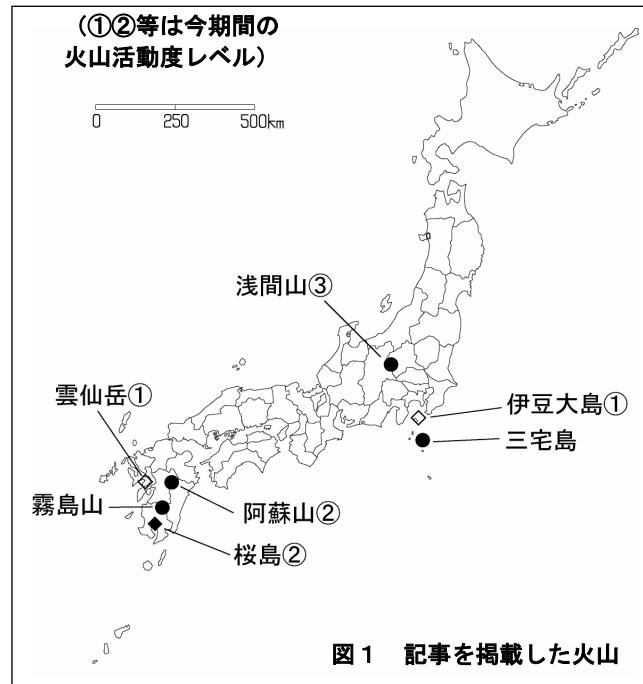 (①②等は今期間の
火山活動度レベル)
0 250 500km
浅間山③
雲仙岳①
伊豆大島①
三宅島
霧島山
阿蘇山②
桜島②
図1 記事を掲載した火山